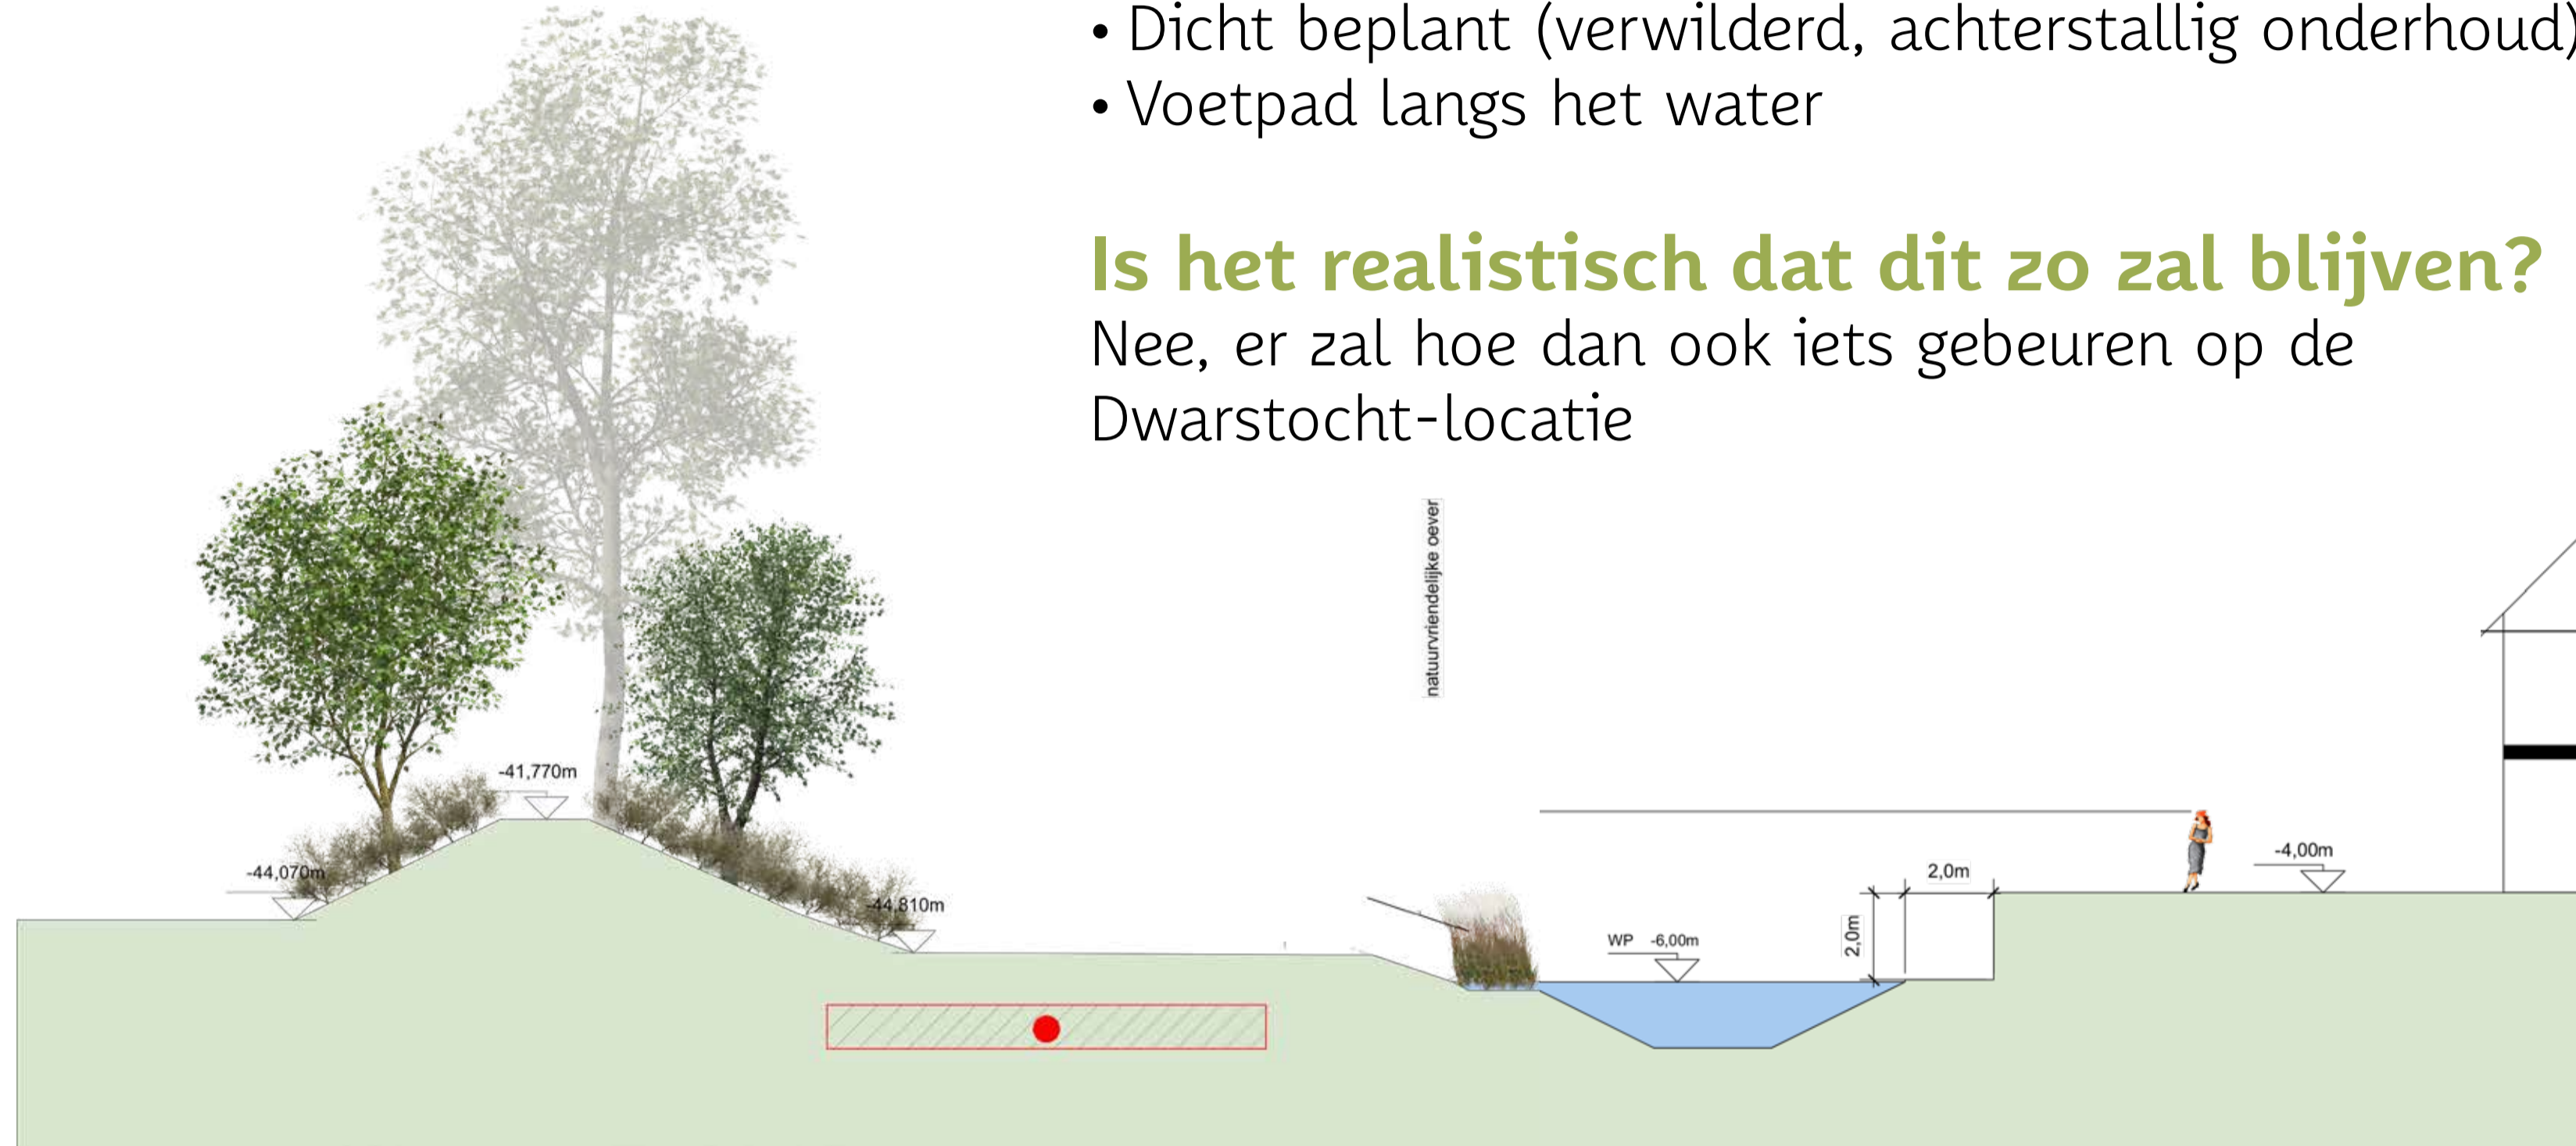 • Dicht beplant (verwilderd, achterstallig onderhoud)
• Voetpad langs het water
Is het realistisch dat dit zo zal blijven?
Nee, er zal hoe dan ook iets gebeuren op de
Dwarstocht-locatie
natuurvriendelijke oever
-41,770m
-44,070m
-44,810m
WP -6,00m
2,0m
2,0m
-4,00m